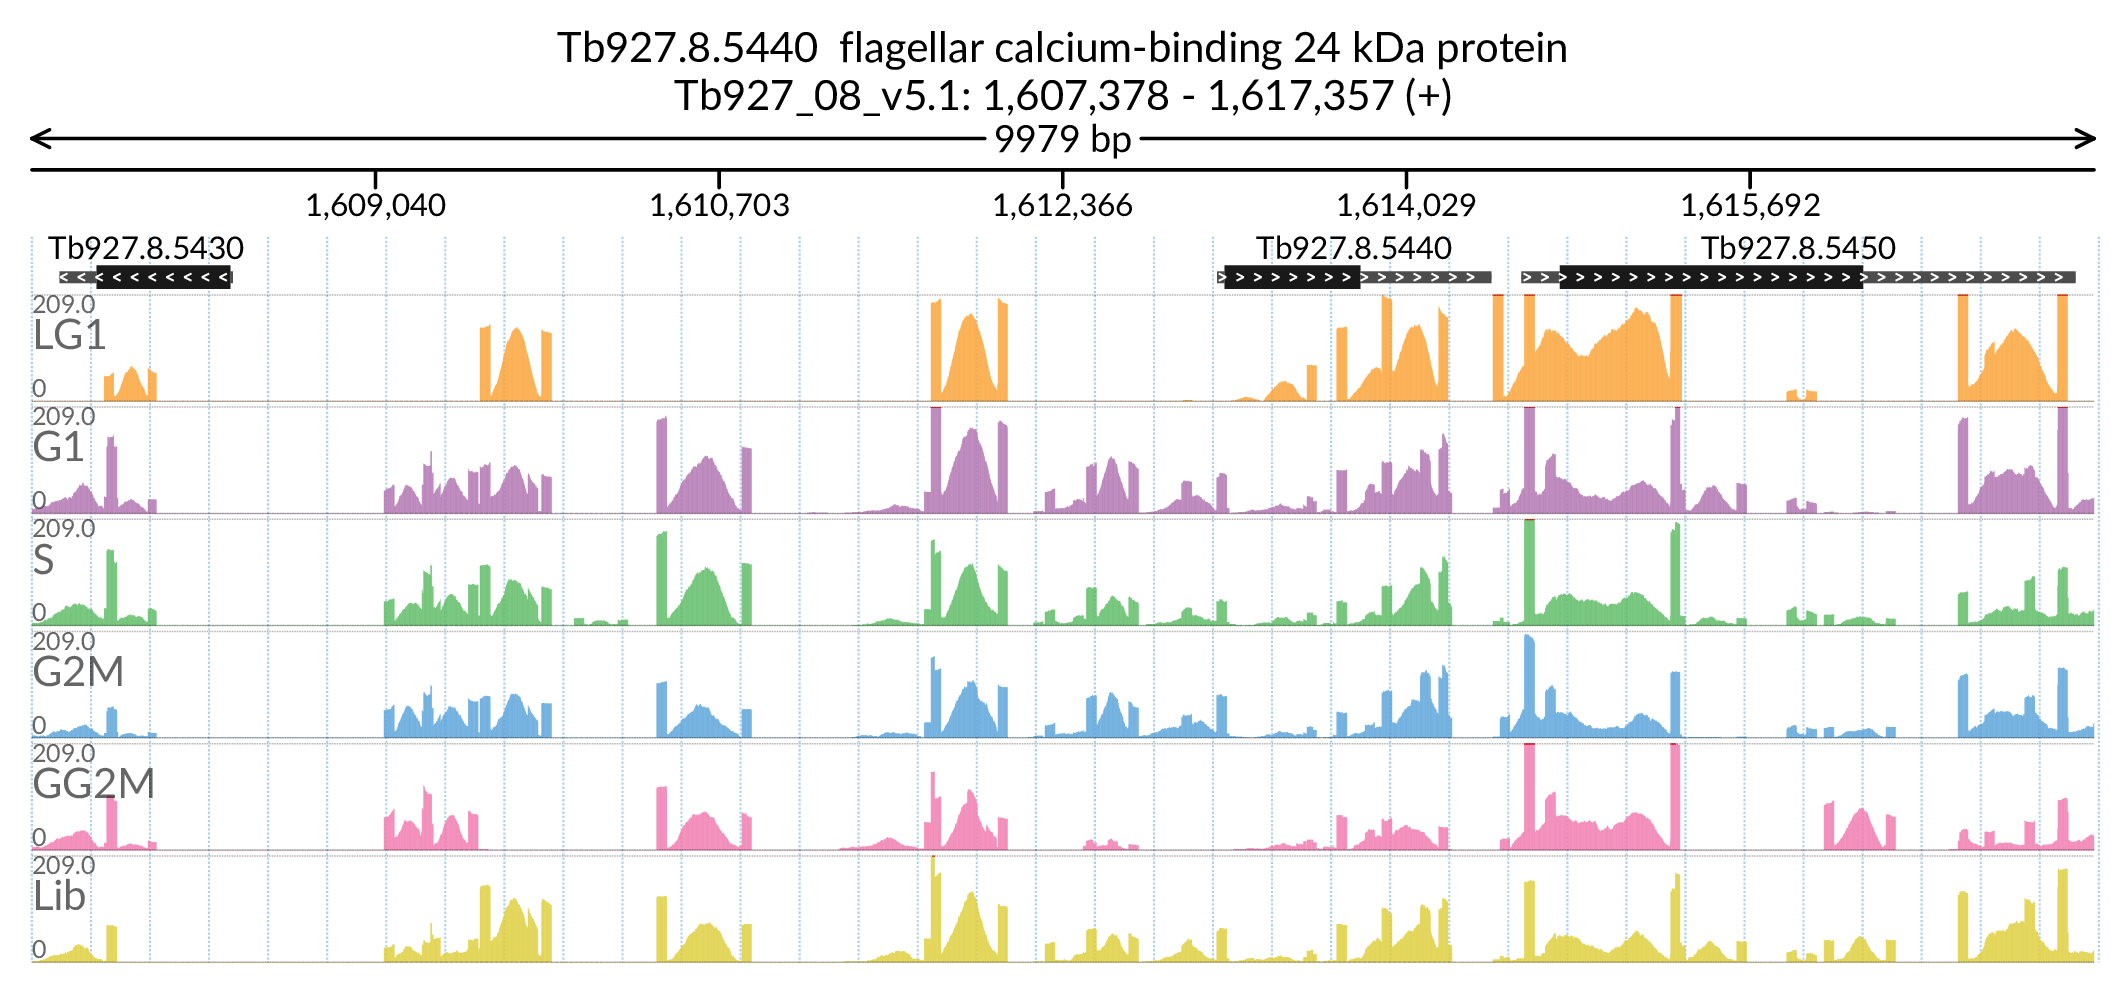 Tb927.8.5440  flagellar calcium-binding 24 kDa protein
Tb927_08_v5.1: 1,607,378 - 1,617,357 (+)
9979 bp
1,609,040 1,610,703 1,612,366 1,614,029 1,615,692
Tb927.8.5430 Tb927.8.5440 Tb927.8.5450
209.0
LG1
0
209.0
G1
0
209.0
S
0
209.0
G2M
0
209.0
GG2M
0
209.0
Lib
0